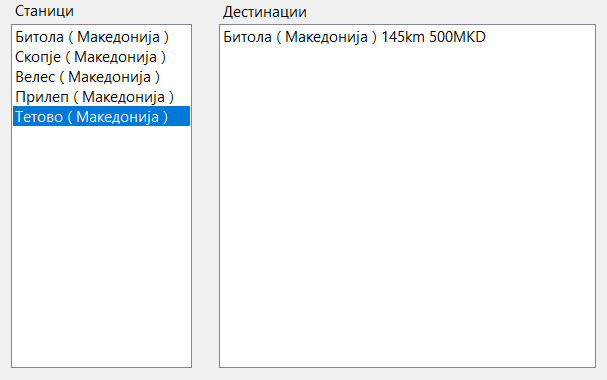 Станици
Битола ( Македонија )
Скопје ( Македонија )
Велес ( Македонија )
Прилеп ( Македонија )
Тетово ( Македонија )
Дестинации
Битола ( Македонија ) 145km 500MKD